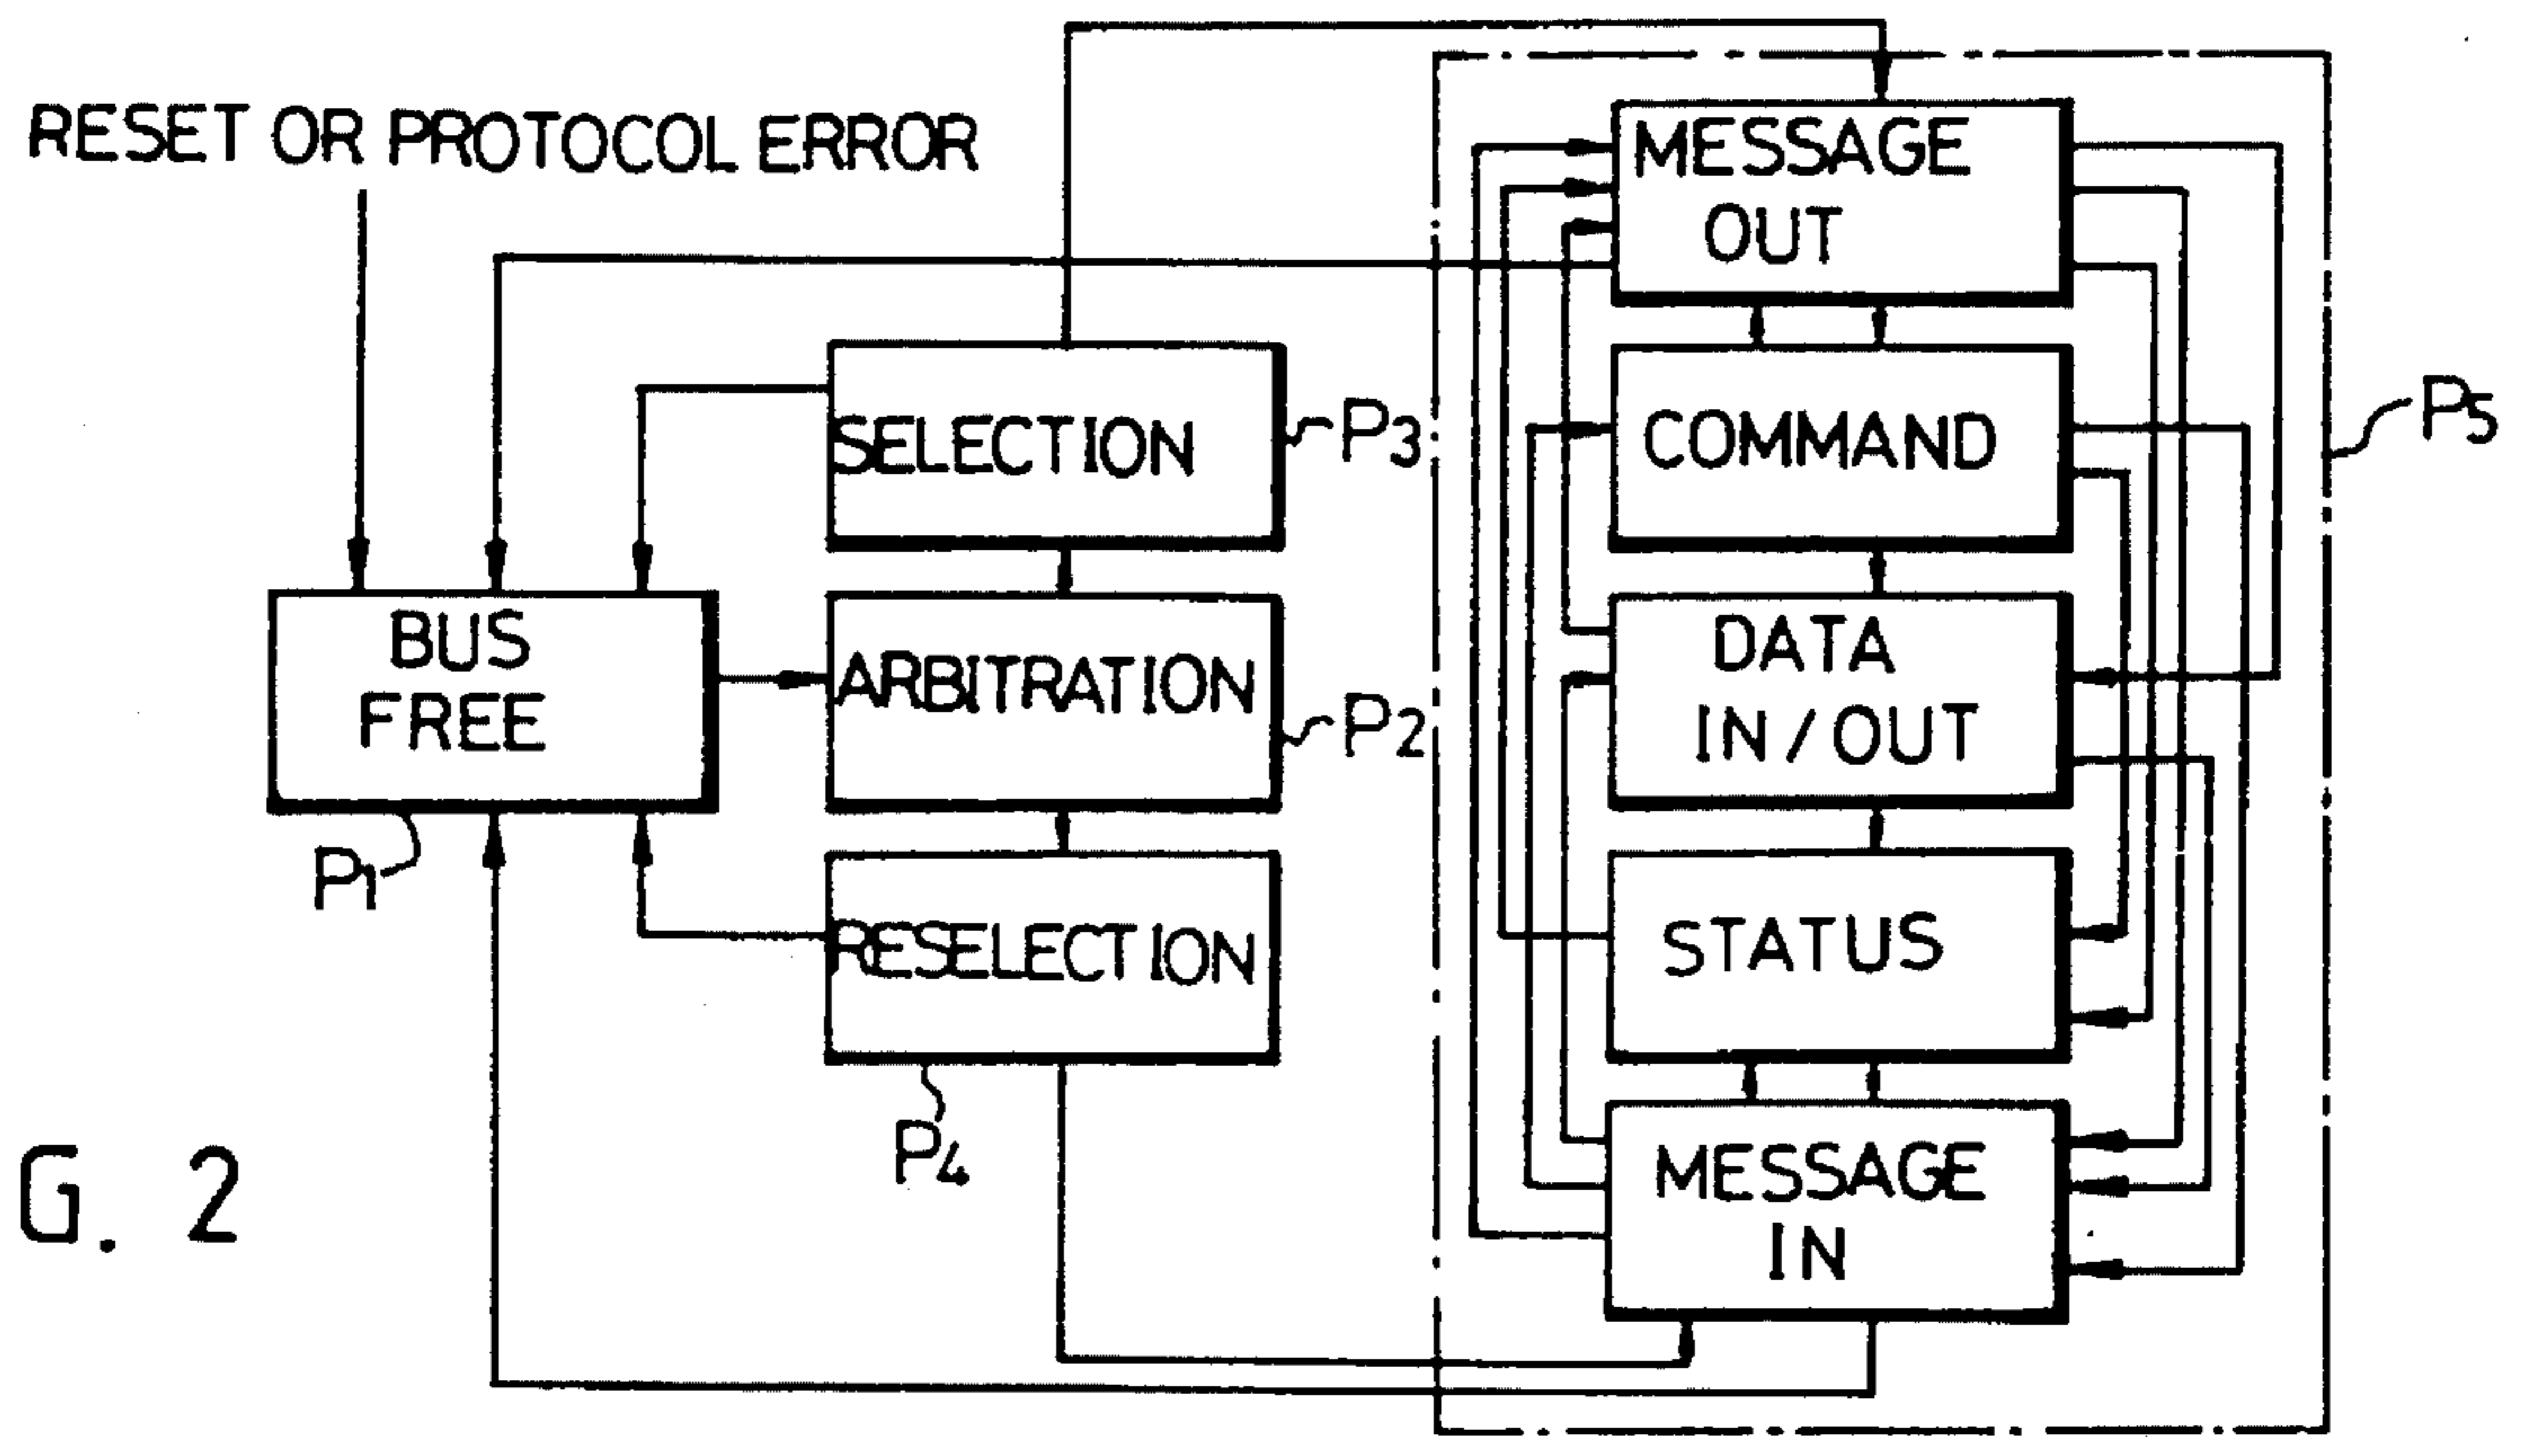 RESET OR PROTOCOL ERROR
MESSAGE
OUT
SELECTION
P3
COMMAND
P5
BUS
FREE
P1
ARBITRATION
P2
DATA
IN/OUT
RESELECTION
P4
STATUS
MESSAGE
IN
G. 2